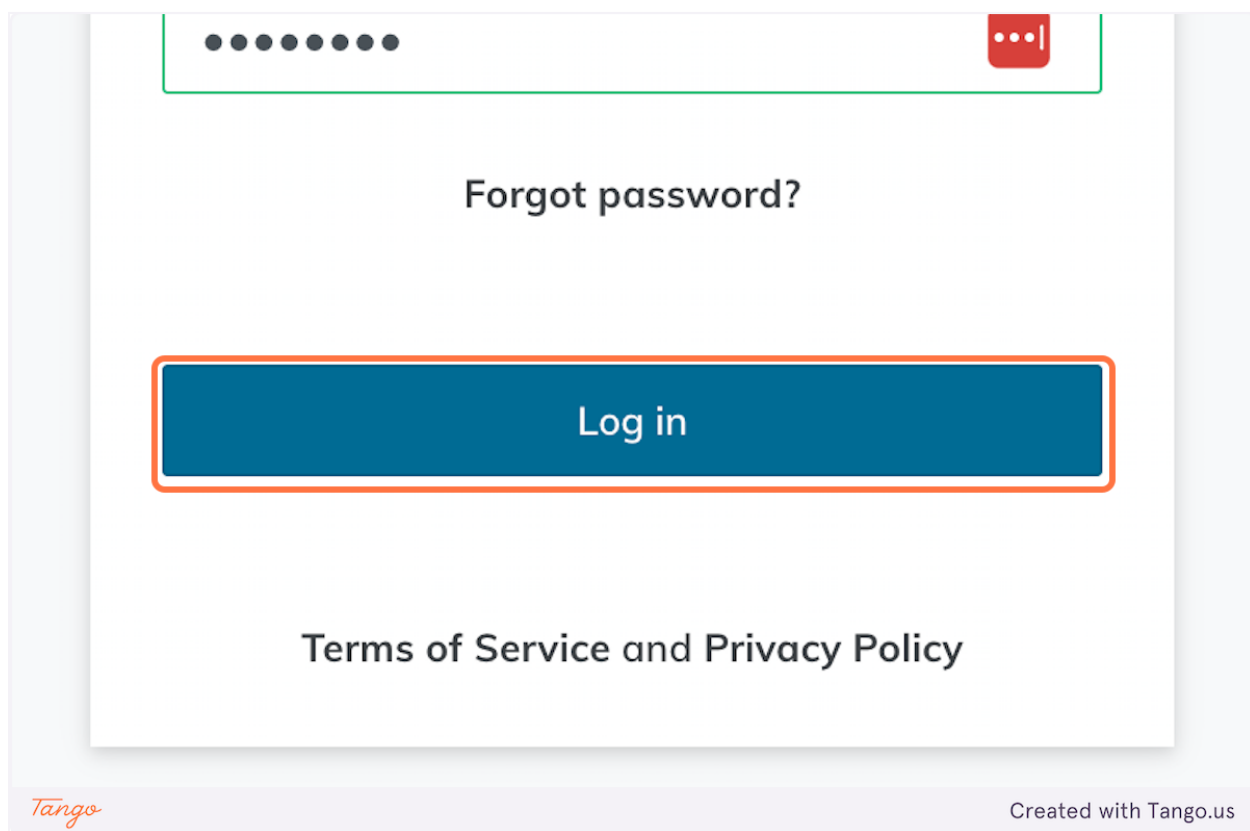 Forgot password?
Log in
Terms of Service and Privacy Policy
Tango
Created with Tango.us